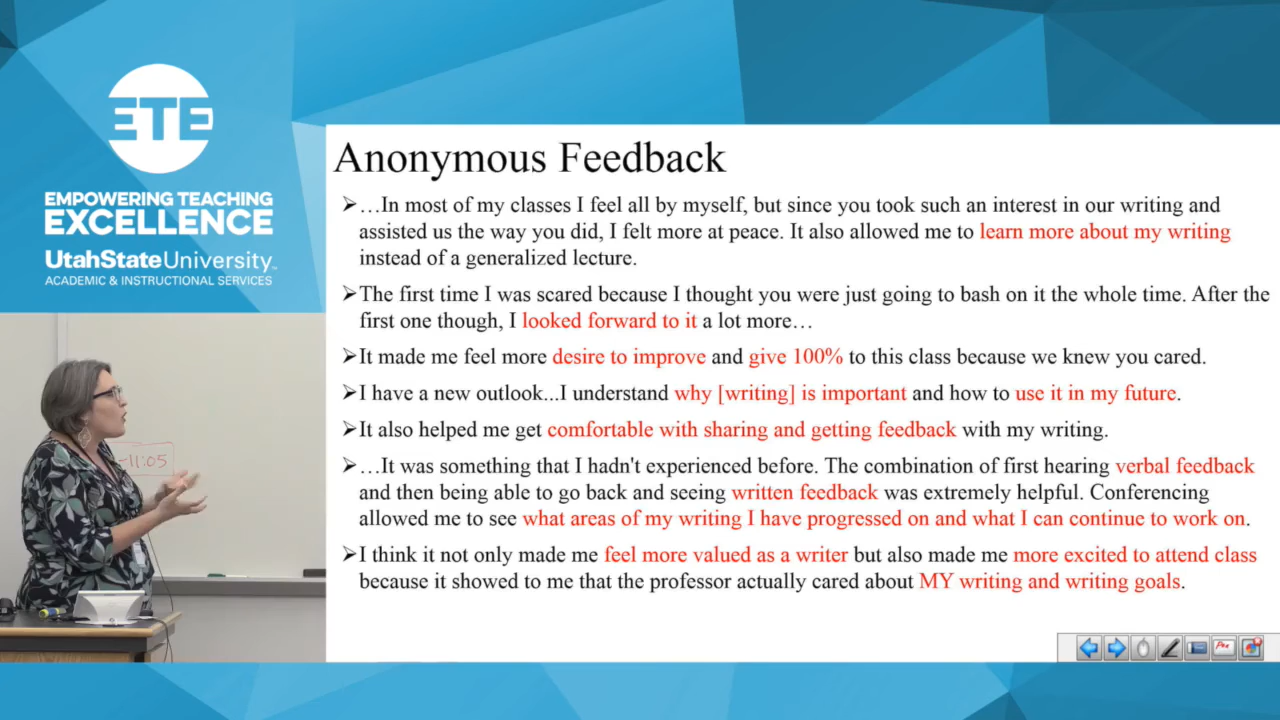 ETE
EMPOWERING TEACHING
EXCELLENCE
UtahStateUniversity
ACADEMIC & INSTRUCTIONAL SERVICES
-11:05
Anonymous Feedback
➢…In most of my classes I feel all by myself, but since you took such an interest in our writing and
assisted us the way you did, I felt more at peace. It also allowed me to learn more about my writing
instead of a generalized lecture.
➢The first time I was scared because I thought you were just going to bash on it the whole time. After the
first one though, I looked forward to it a lot more…
➢It made me feel more desire to improve and give 100% to this class because we knew you cared.
➢I have a new outlook...I understand why [writing] is important and how to use it in my future.
➢It also helped me get comfortable with sharing and getting feedback with my writing.
➢…It was something that I hadn't experienced before. The combination of first hearing verbal feedback
and then being able to go back and seeing written feedback was extremely helpful. Conferencing
allowed me to see what areas of my writing I have progressed on and what I can continue to work on.
➢I think it not only made me feel more valued as a writer but also made me more excited to attend class
because it showed to me that the professor actually cared about MY writing and writing goals.